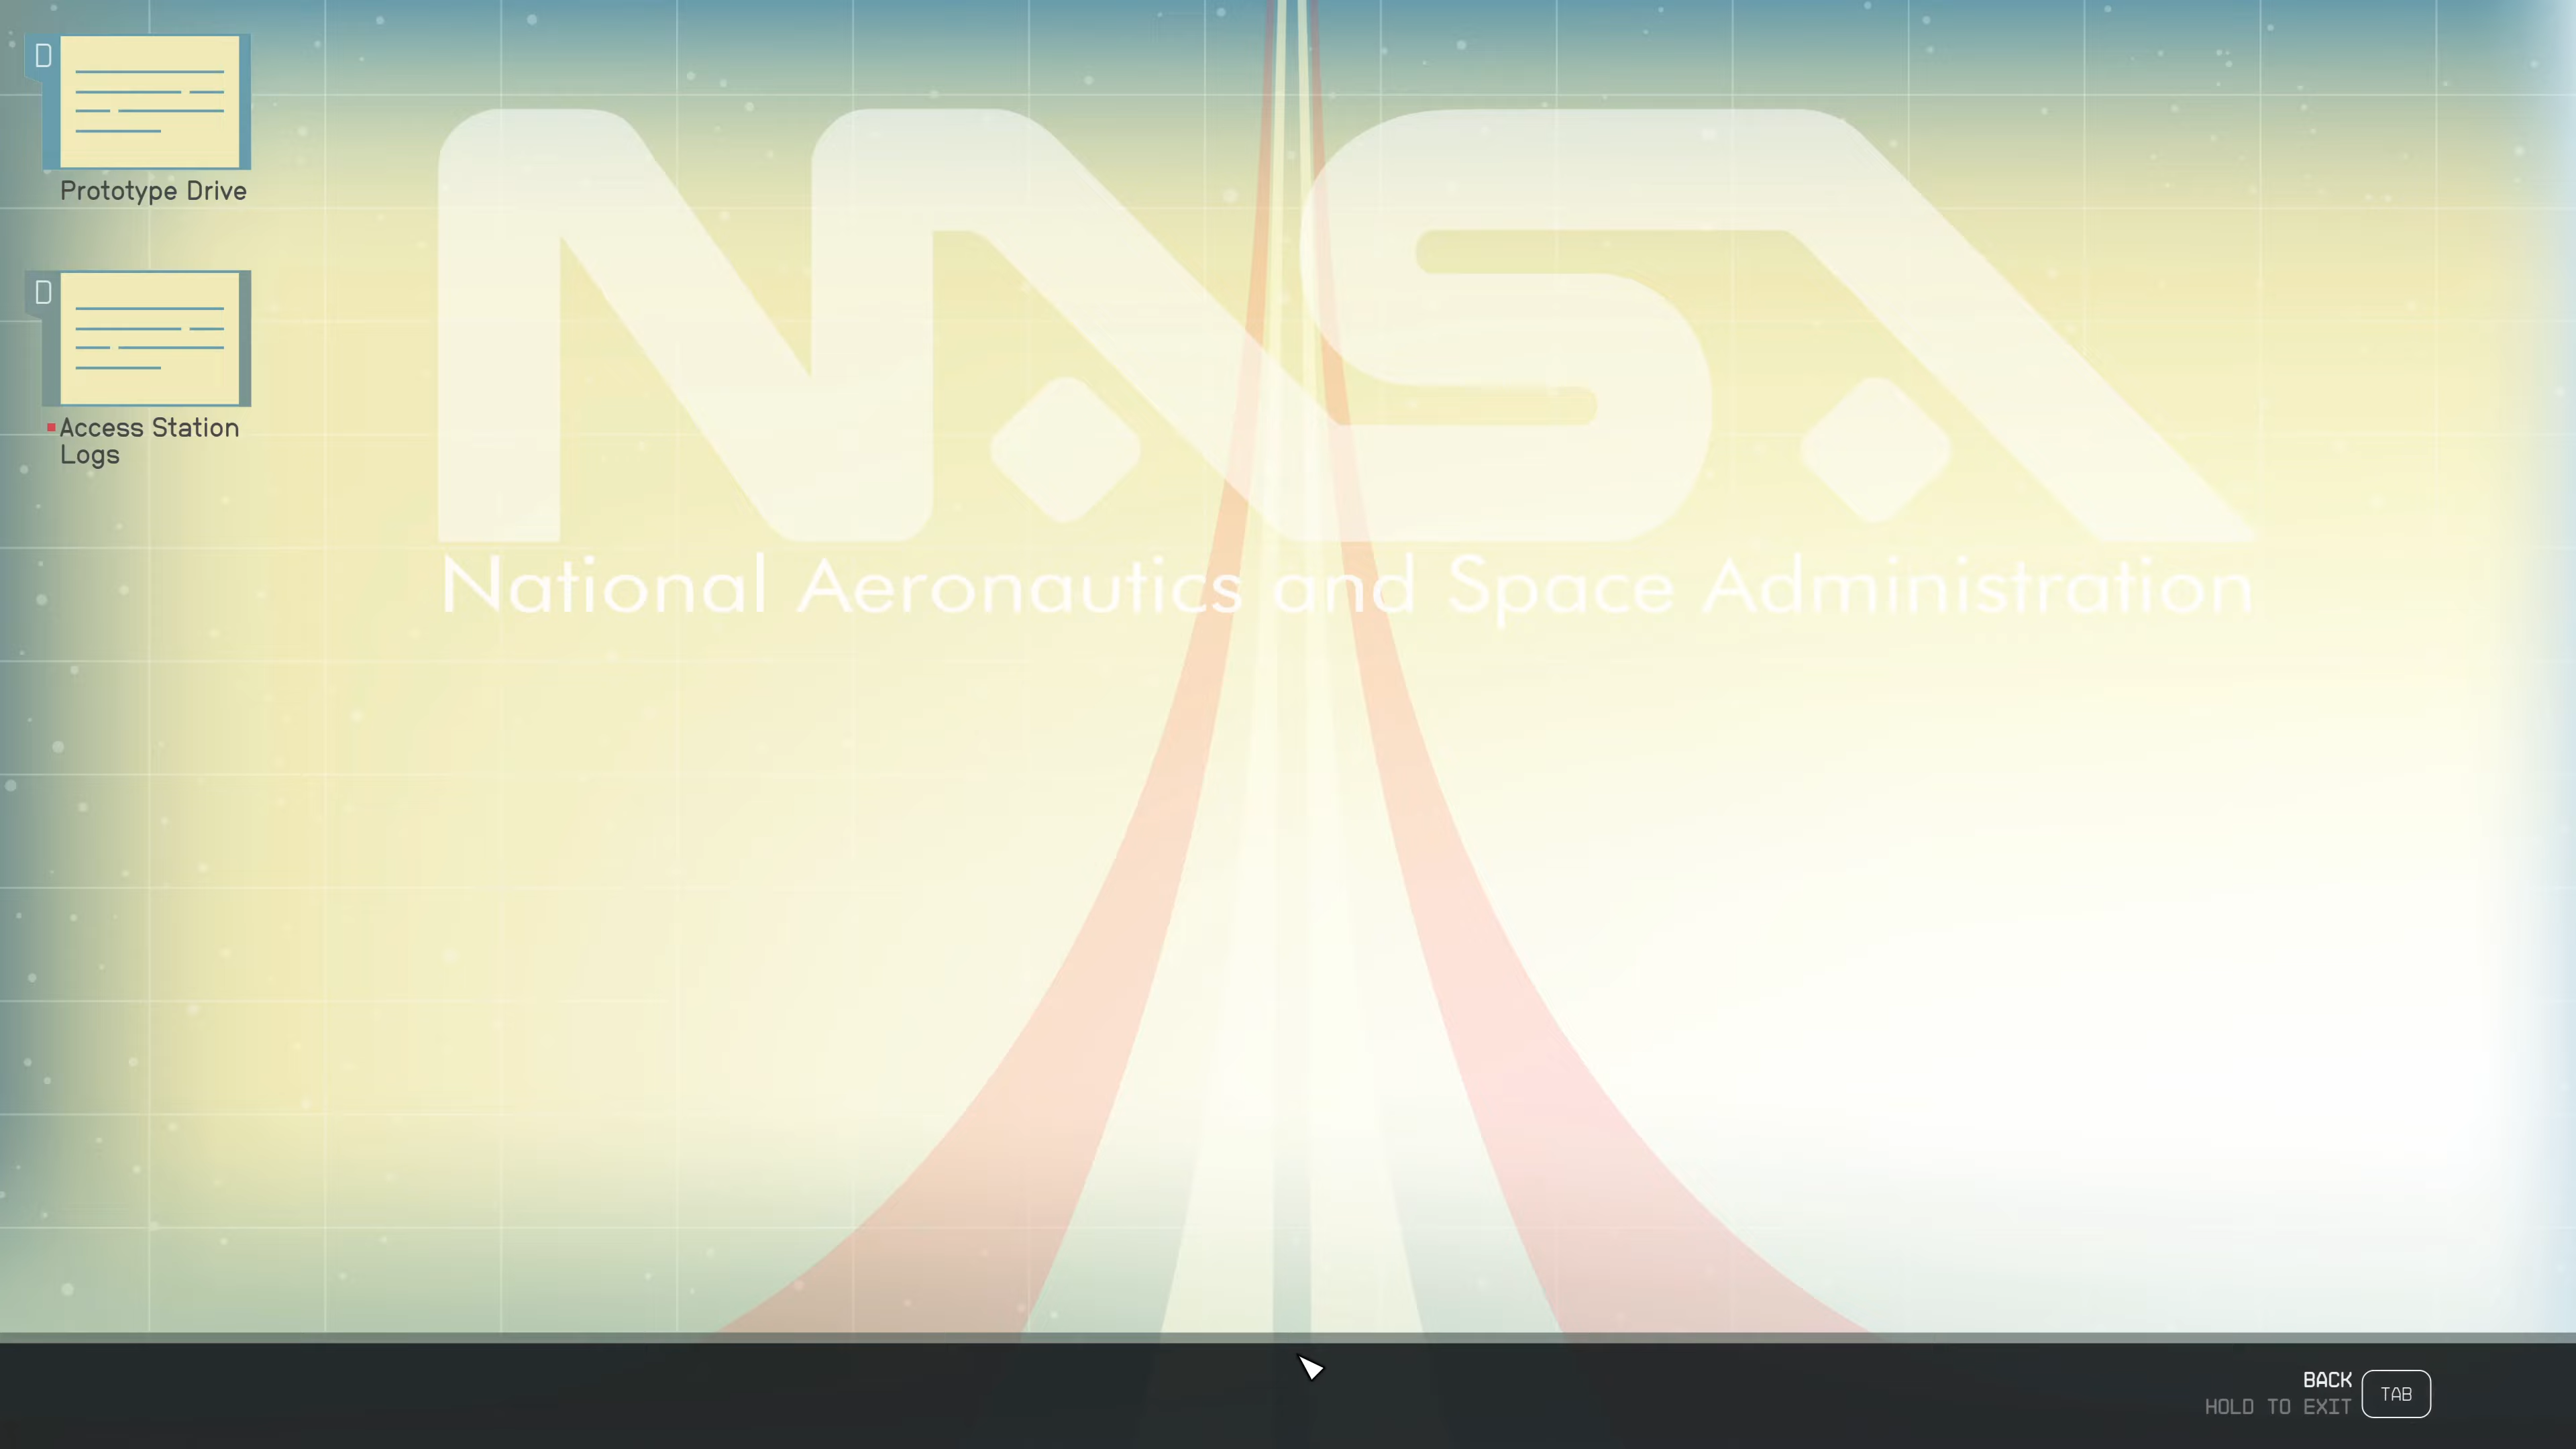 D
Prototype Drive
D
Access Station
Logs
NASA
National Aeronautics and Space Administration
BACK
HOLD TO EXIT
TAB